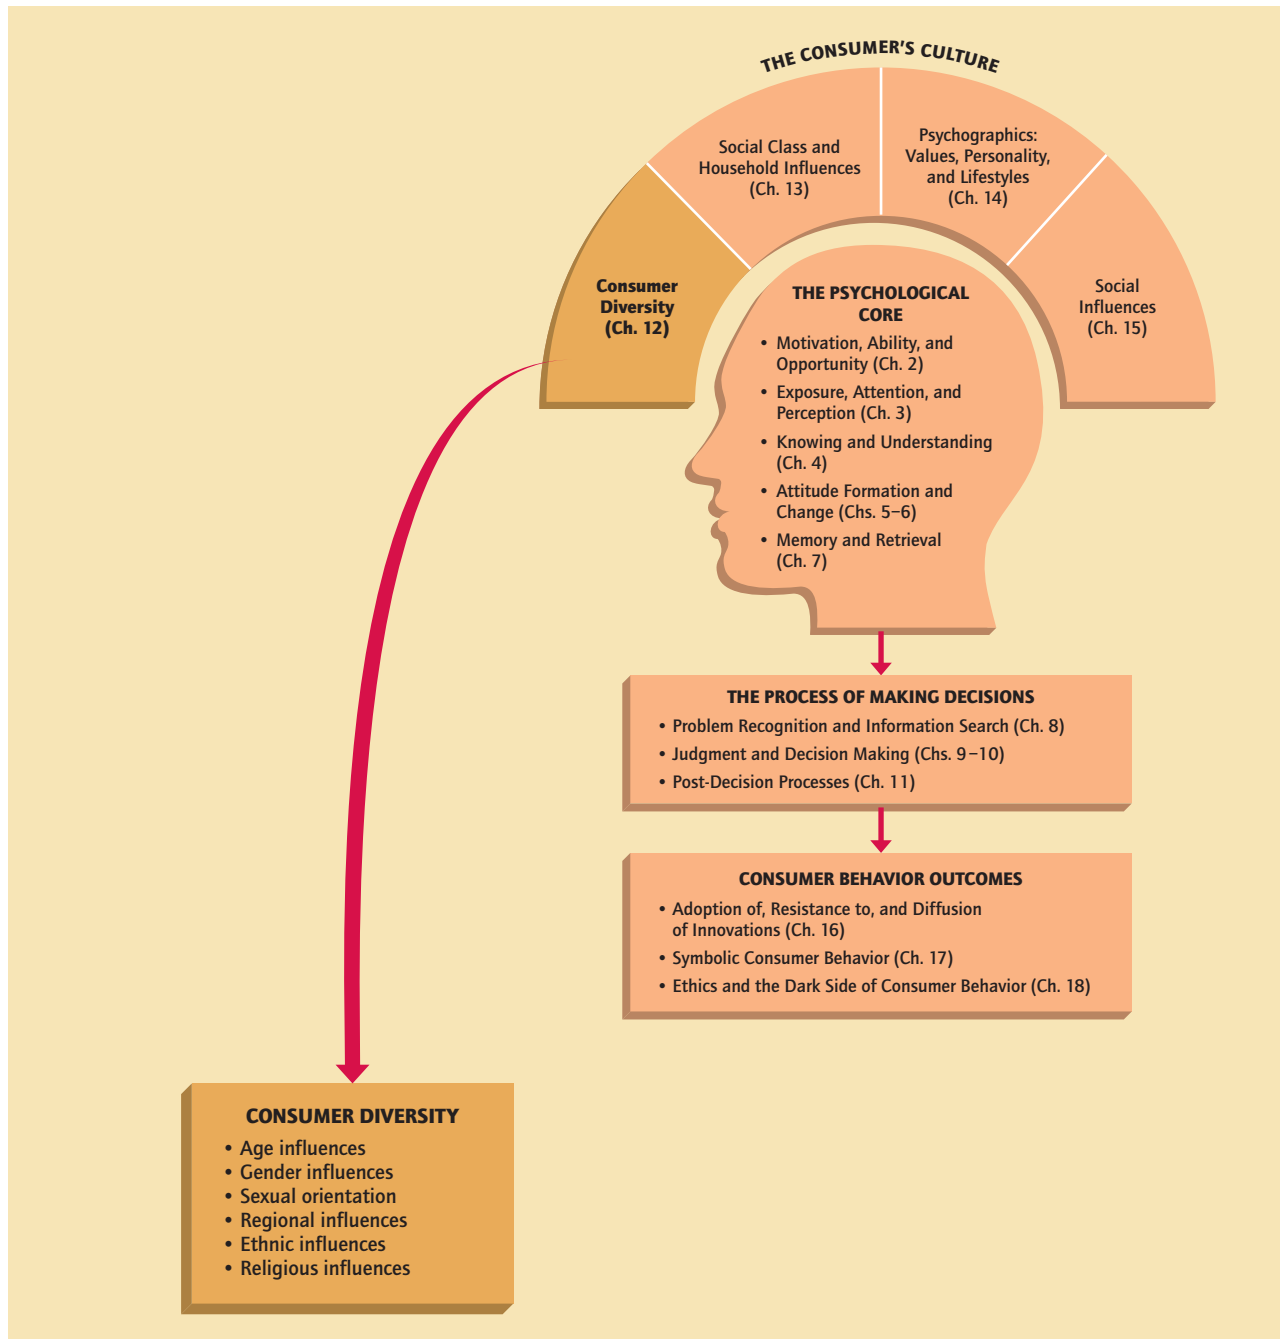 THE CONSUMER'S CULTURE
Social Class and
Household Influences
(Ch. 13)
Psychographics:
Values, Personality,
and Lifestyles
(Ch. 14)
Consumer
Diversity
(Ch. 12)
Social
Influences
(Ch. 15)
THE PSYCHOLOGICAL
CORE
• Motivation, Ability, and
Opportunity (Ch. 2)
• Exposure, Attention, and
Perception (Ch. 3)
• Knowing and Understanding
(Ch. 4)
• Attitude Formation and
Change (Chs. 5–6)
• Memory and Retrieval
(Ch. 7)
THE PROCESS OF MAKING DECISIONS
• Problem Recognition and Information Search (Ch. 8)
• Judgment and Decision Making (Chs. 9–10)
• Post-Decision Processes (Ch. 11)
CONSUMER BEHAVIOR OUTCOMES
• Adoption of, Resistance to, and Diffusion
of Innovations (Ch. 16)
• Symbolic Consumer Behavior (Ch. 17)
• Ethics and the Dark Side of Consumer Behavior (Ch. 18)
CONSUMER DIVERSITY
• Age influences
• Gender influences
• Sexual orientation
• Regional influences
• Ethnic influences
• Religious influences